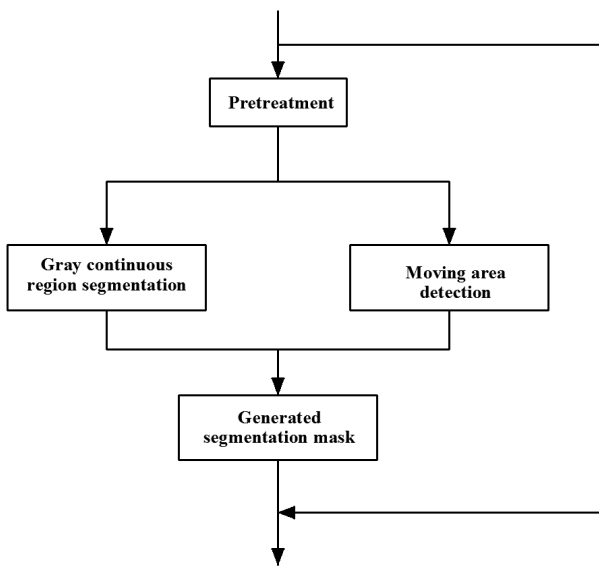 Pretreatment
Gray continuous
region segmentation
Moving area
detection
Generated
segmentation mask